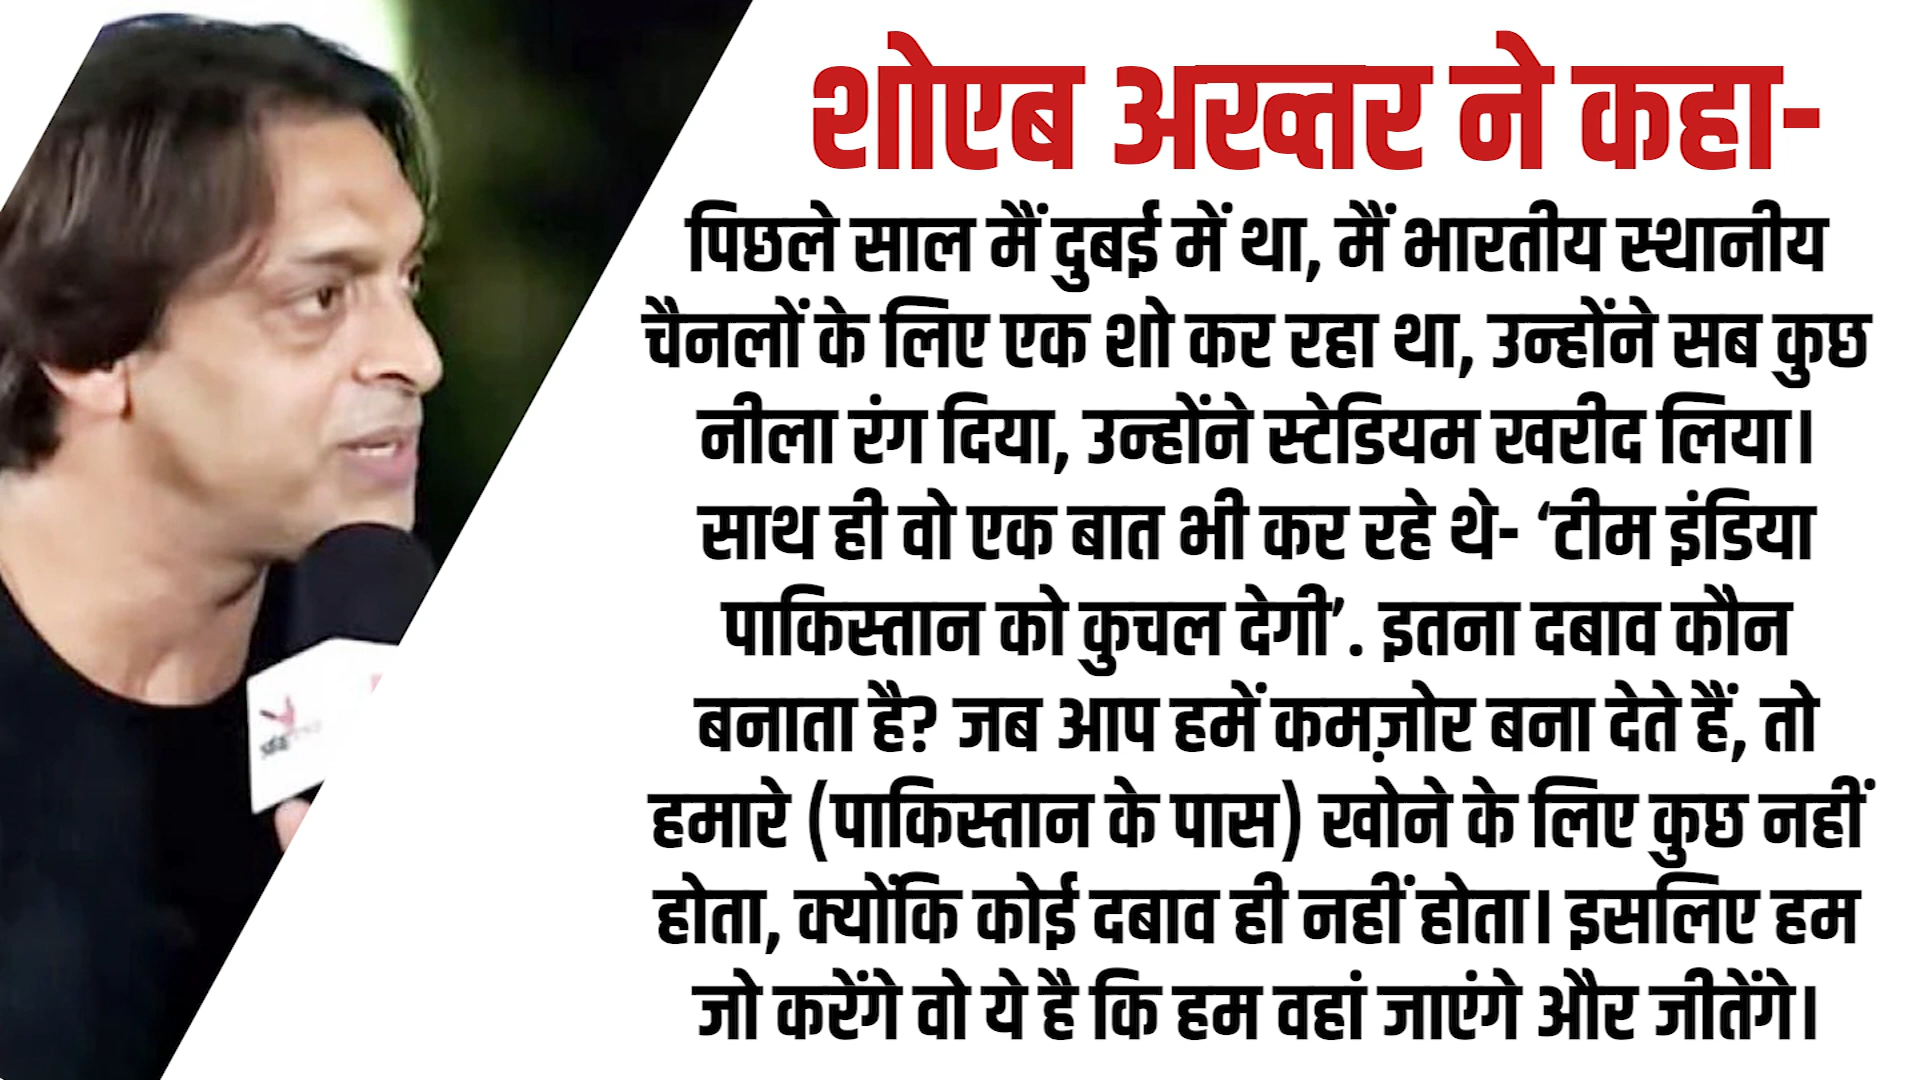 शोएब अख्तर ने कहा-
पिछले साल मैं दुबई में था, मैं भारतीय स्थानीय
चैनलों के लिए एक शो कर रहा था, उन्होंने सब कुछ
नीला रंग दिया, उन्होंने स्टेडियम खरीद लिया।
साथ ही वो एक बात भी कर रहे थे- ‘टीम इंडिया
पाकिस्तान को कुचल देगी’. इतना दबाव कौन
बनाता है? जब आप हमें कमज़ोर बना देते हैं, तो
हमारे (पाकिस्तान के पास) खोने के लिए कुछ नहीं
होता, क्योंकि कोई दबाव ही नहीं होता। इसलिए हम
जो करेंगे वो ये है कि हम वहां जाएंगे और जीतेंगे।